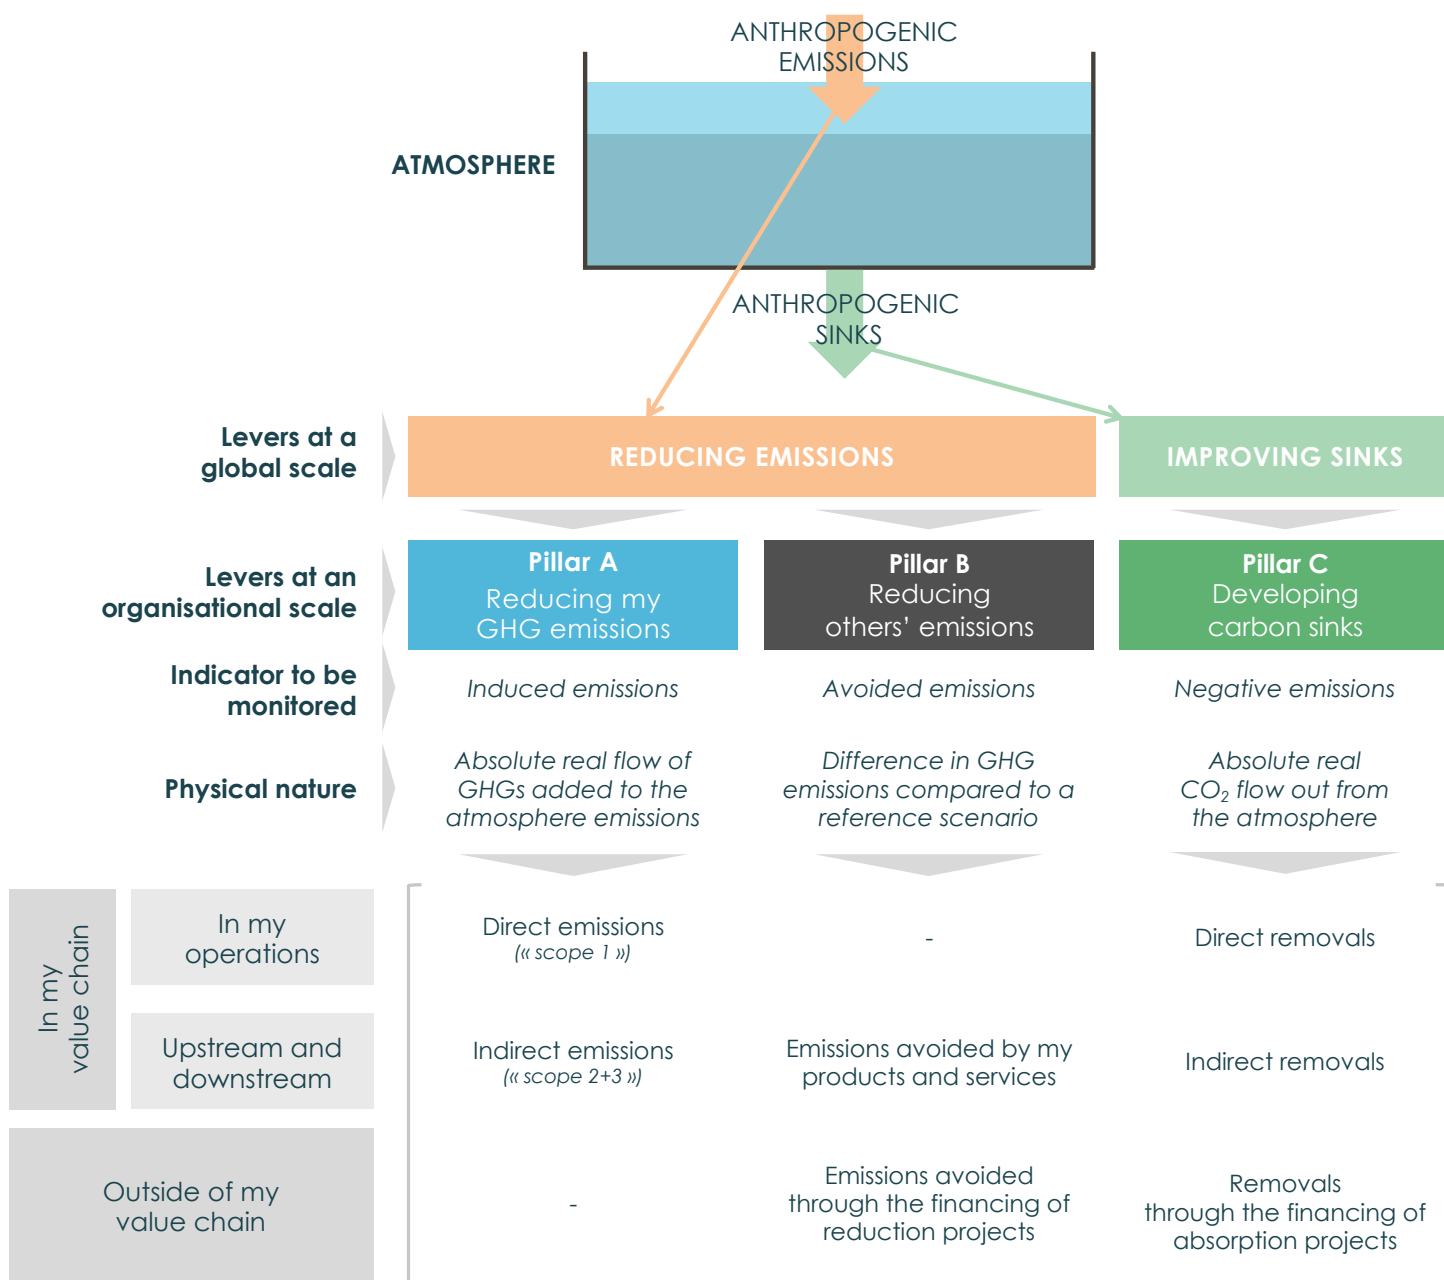 ANTHROPOGENIC
EMISSIONS
ATMOSPHERE
ANTHROPOGENIC
SINKS
Levers at a
global scale
REDUCING EMISSIONS
IMPROVING SINKS
Levers at an
organisational scale
Pillar A
Reducing my
GHG emissions
Pillar B
Reducing
others’ emissions
Pillar C
Developing
carbon sinks
Indicator to be
monitored
Induced emissions
Avoided emissions
Negative emissions
Physical nature
Absolute real flow of
GHGs added to the
atmosphere emissions
Difference in GHG
emissions compared to a
reference scenario
Absolute real
CO₂ flow out from
the atmosphere
In my
value chain
In my
operations
Direct emissions
(« scope 1 »)
-
Direct removals
Upstream and
downstream
Indirect emissions
(« scope 2+3 »)
Emissions avoided by my
products and services
Indirect removals
Outside of my
value chain
-
Emissions avoided
through the financing of
reduction projects
Removals
through the financing of
absorption projects